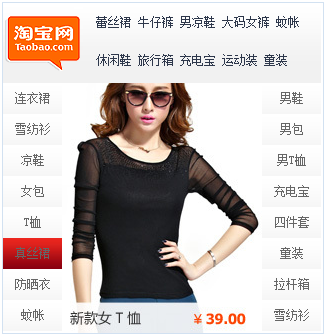 淘宝网
Taobao.com
蕾丝裙 牛仔裤 男凉鞋 大码女裤 蚊帐
休闲鞋 旅行箱 充电宝 运动装 童装
连衣裙
雪纺衫
凉鞋
女包
T恤
真丝裙
防晒衣
蚊帐
男鞋
男包
男T恤
充电宝
四件套
童装
拉杆箱
雪纺衫
新款女T恤 ¥ 39.00